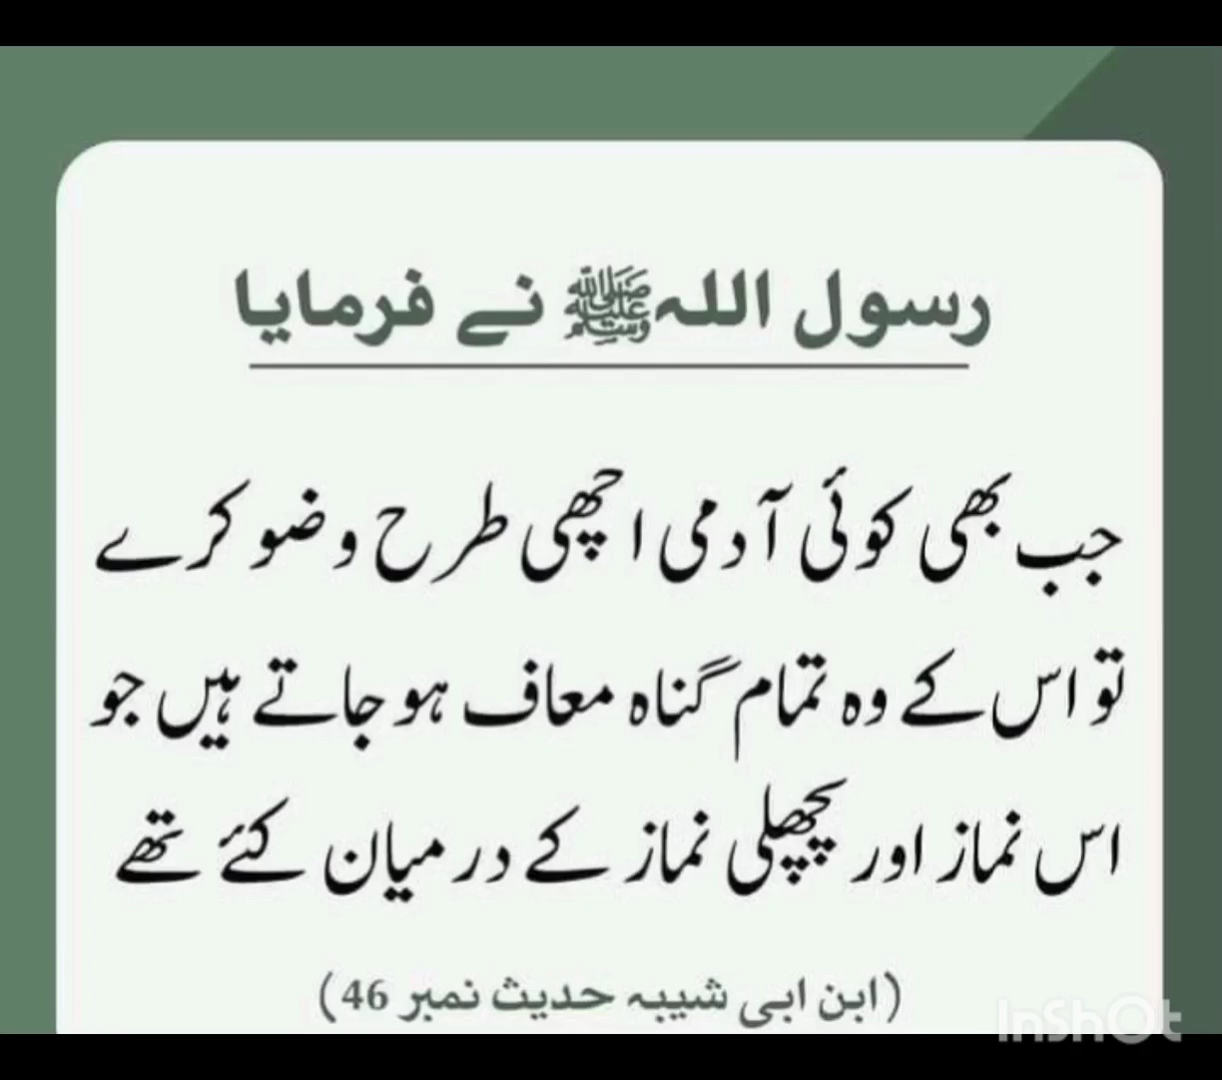 رسول اللہ ﷺ نے فرمایا
جب بھی کوئی آدمی اچھی طرح وضو کرے
تو اس کے وہ تمام گناہ معاف ہو جاتے ہیں جو
اس نماز اور پچھلی نماز کے درمیان کئے تھے
(ابن ابی شیبہ حدیث نمبر 46)
InShOt